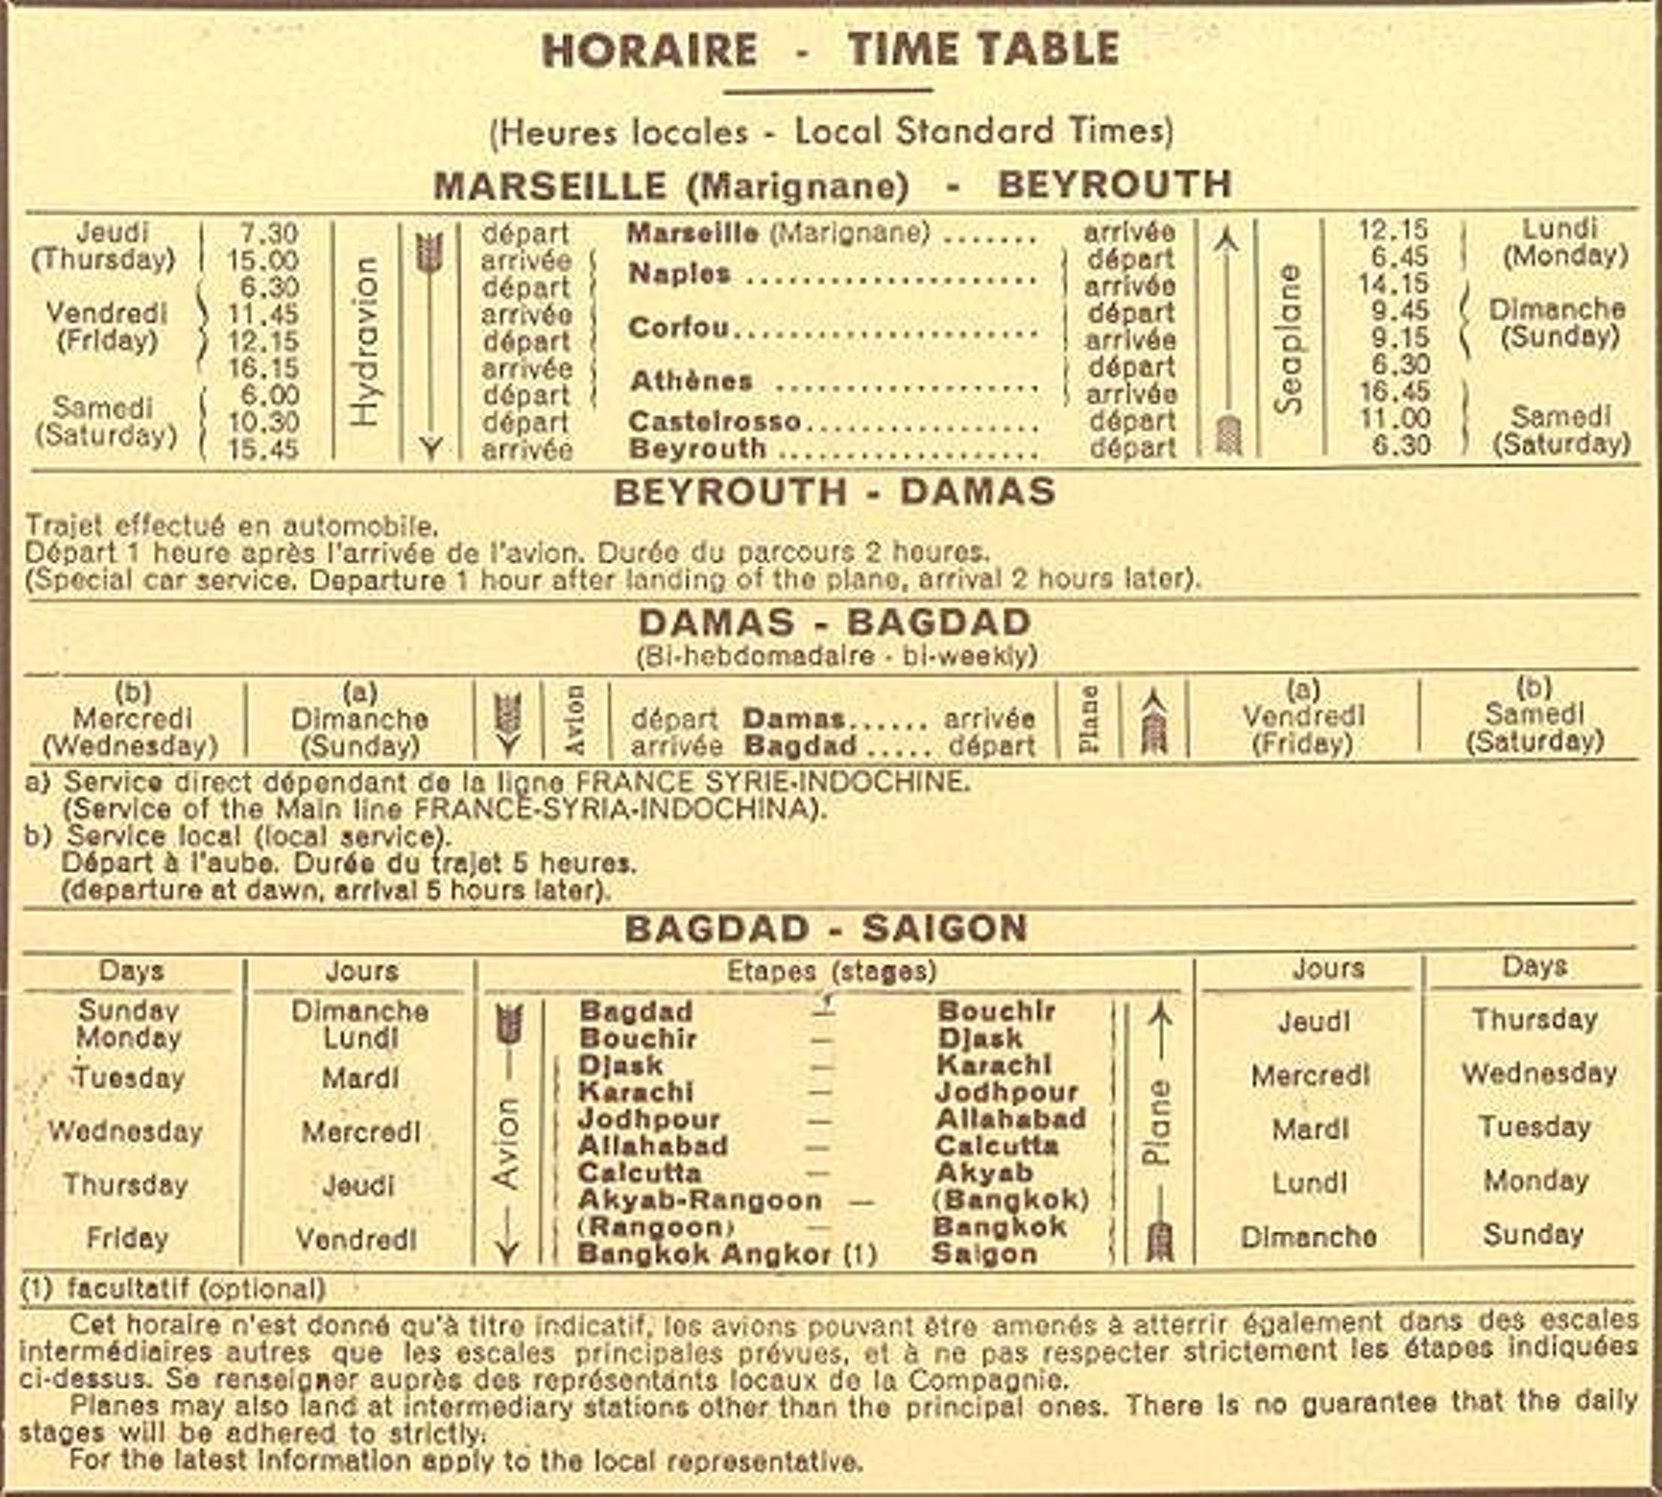 HORAIRE - TIME TABLE
(Heures locales - Local Standard Times)
MARSEILLE (Marignane) - BEYROUTH
Jeudi 7.30 départ Marseille (Marignane) ....... arrivée 12.15 Lundi
(Thursday) 15.00 arrivée départ 6.45 (Monday)
Naples ......................
6.30 départ arrivée 14.15
Vendredi 11.45 arrivée départ 9.45 Dimanche
Corfou.......................
(Friday) 12.15 départ arrivée 9.15 (Sunday)
16.15 arrivée départ 6.30
Athènes ....................
Samedi 6.00 départ arrivée 16.45
(Saturday) 10.30 départ Castelrosso................. départ 11.00 Samedi
15.45 arrivée Beyrouth .................... départ 6.30 (Saturday)
Hydravion
Seaplane
BEYROUTH - DAMAS
Trajet effectué en automobile.
Départ 1 heure après l'arrivée de l'avion. Durée du parcours 2 heures.
(Special car service. Departure 1 hour after landing of the plane, arrival 2 hours later).
DAMAS - BAGDAD
(Bi-hebdomadaire - bi-weekly)
(b) (a) (a) (b)
Mercredi Dimanche départ Damas...... arrivée Vendredi Samedi
(Wednesday) (Sunday) arrivée Bagdad ..... départ (Friday) (Saturday)
Avion
Plane
a) Service direct dépendant de la ligne FRANCE SYRIE-INDOCHINE.
(Service of the Main line FRANCE-SYRIA-INDOCHINA).
b) Service local (local service).
Départ à l'aube. Durée du trajet 5 heures.
(departure at dawn, arrival 5 hours later).
BAGDAD - SAIGON
Days Jours Etapes (stages) Jours Days
Sunday Dimanche Bagdad — Bouchir Jeudi Thursday
Monday Lundi Bouchir — Djask
Tuesday Mardi Djask — Karachi Mercredi Wednesday
Karachi — Jodhpour
Wednesday Mercredi Jodhpour — Allahabad Mardi Tuesday
Allahabad — Calcutta
Thursday Jeudi Calcutta — Akyab Lundi Monday
Akyab-Rangoon — (Bangkok)
Friday Vendredi (Rangoon) — Bangkok Dimanche Sunday
Bangkok Angkor (1) Saigon
Avion
Plane
(1) facultatif (optional)
Cet horaire n'est donné qu'à titre indicatif, les avions pouvant être amenés à atterrir également dans des escales
intermédiaires autres que les escales principales prévues, et à ne pas respecter strictement les étapes indiquées
ci-dessus. Se renseigner auprès des représentants locaux de la Compagnie.
Planes may also land at intermediary stations other than the principal ones. There is no guarantee that the daily
stages will be adhered to strictly.
For the latest information apply to the local representative.